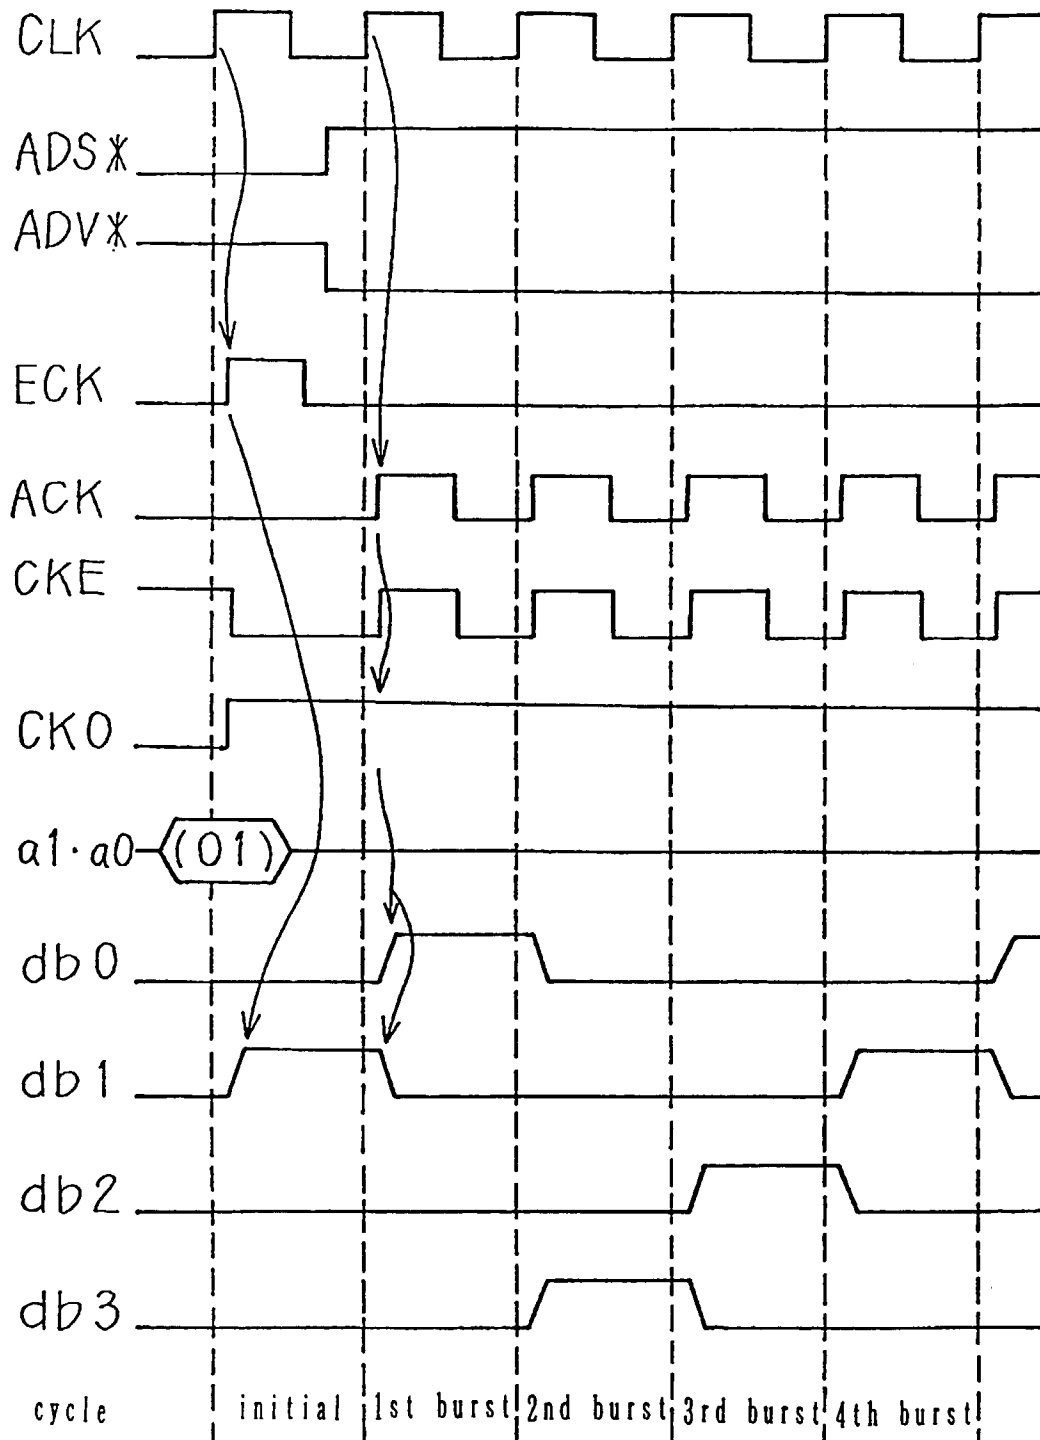 CLK
ADS*
ADV*
ECK
ACK
CKE
CKO
a1·a0 (01)
db0
db1
db2
db3
cycle initial 1st burst 2nd burst 3rd burst 4th burst